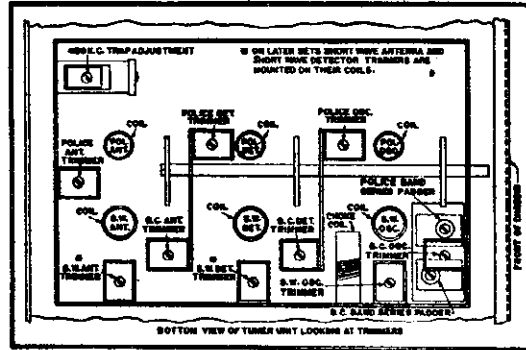 K.C. TRAP ADJUSTMENT
ON LATER SETS SHORT WAVE ANTENNA AND
SHORT WAVE DETECTOR TRIMMERS ARE
MOUNTED ON THEIR COILS.
POLICE DET.
TRIMMER
POLICE OSC.
TRIMMER
COIL
COIL
COIL
POL.
ANT.
POL.
DET.
POL.
OSC.
POLICE
ANT.
TRIMMER
POLICE BAND
SERIES PADDER
COIL
COIL
COIL
S.W.
ANT.
S.W.
DET.
S.W.
OSC.
B.C. ANT.
TRIMMER
B.C. DET.
TRIMMER
CHOKE
COIL
B.C. OSC.
TRIMMER
S.W. ANT.
TRIMMER
S.W. DET.
TRIMMER
S.W. OSC.
TRIMMER
B.C. BAND SERIES PADDER
FRONT OF CHASSIS
BOTTOM VIEW OF TUNER UNIT LOOKING AT TRIMMERS